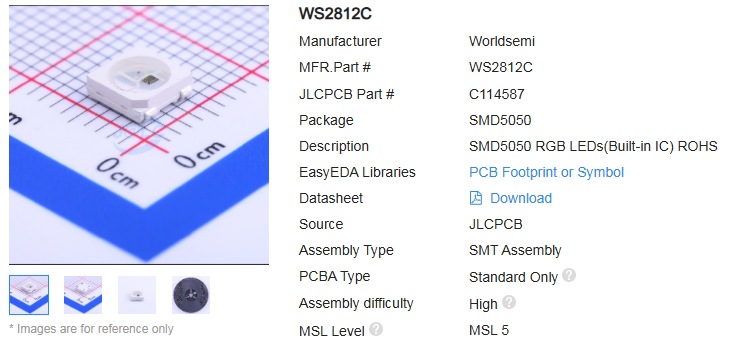 WS2812C
Manufacturer Worldsemi
MFR.Part # WS2812C
JLCPCB Part # C114587
Package SMD5050
Description SMD5050 RGB LEDs(Built-in IC) ROHS
EasyEDA Libraries PCB Footprint or Symbol
Datasheet Download
Source JLCPCB
Assembly Type SMT Assembly
PCBA Type Standard Only ?
Assembly difficulty High ?
MSL Level ? MSL 5
0cm
0cm
* Images are for reference only